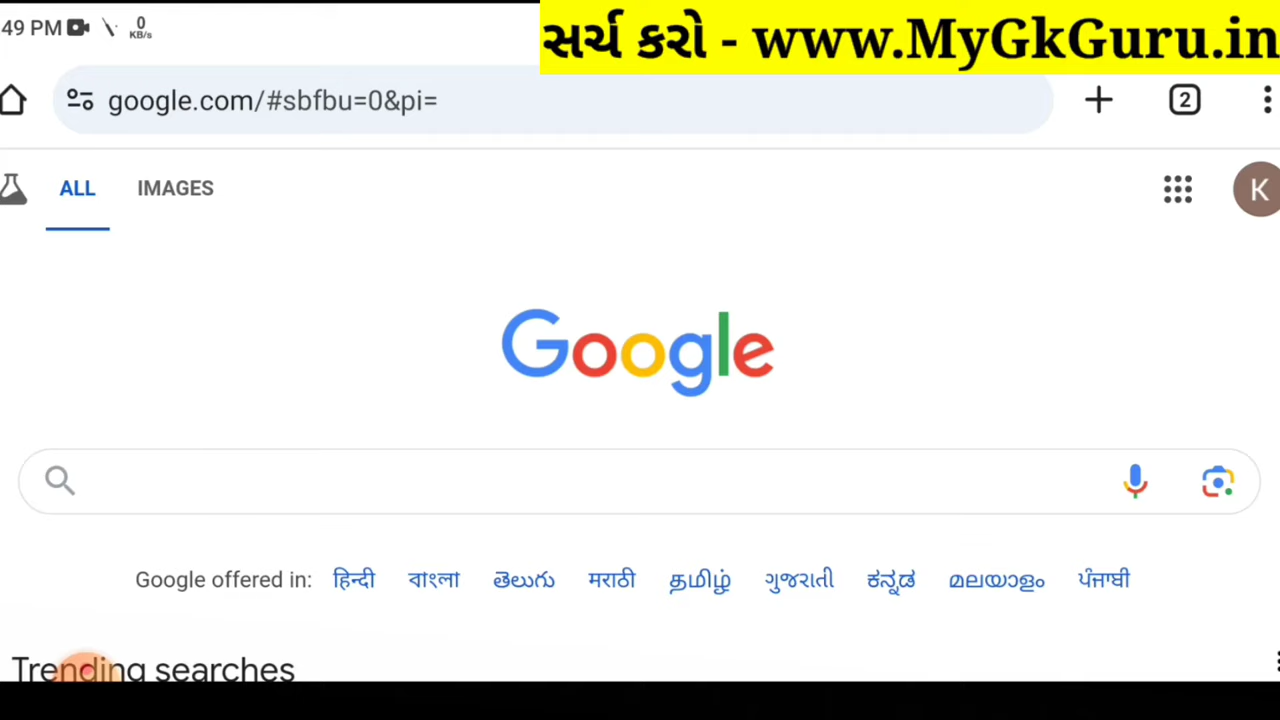 49 PM 0 KB/s
સર્ચ કરો - www.MyGkGuru.in
google.com/#sbfbu=0&pi=
2
ALL IMAGES
K
Google
Google offered in: हिन्दी বাংলা తెలుగు मराठी தமிழ் ગુજરાતી ಕನ್ನಡ മലയാളം ਪੰਜਾਬੀ
Trending searches